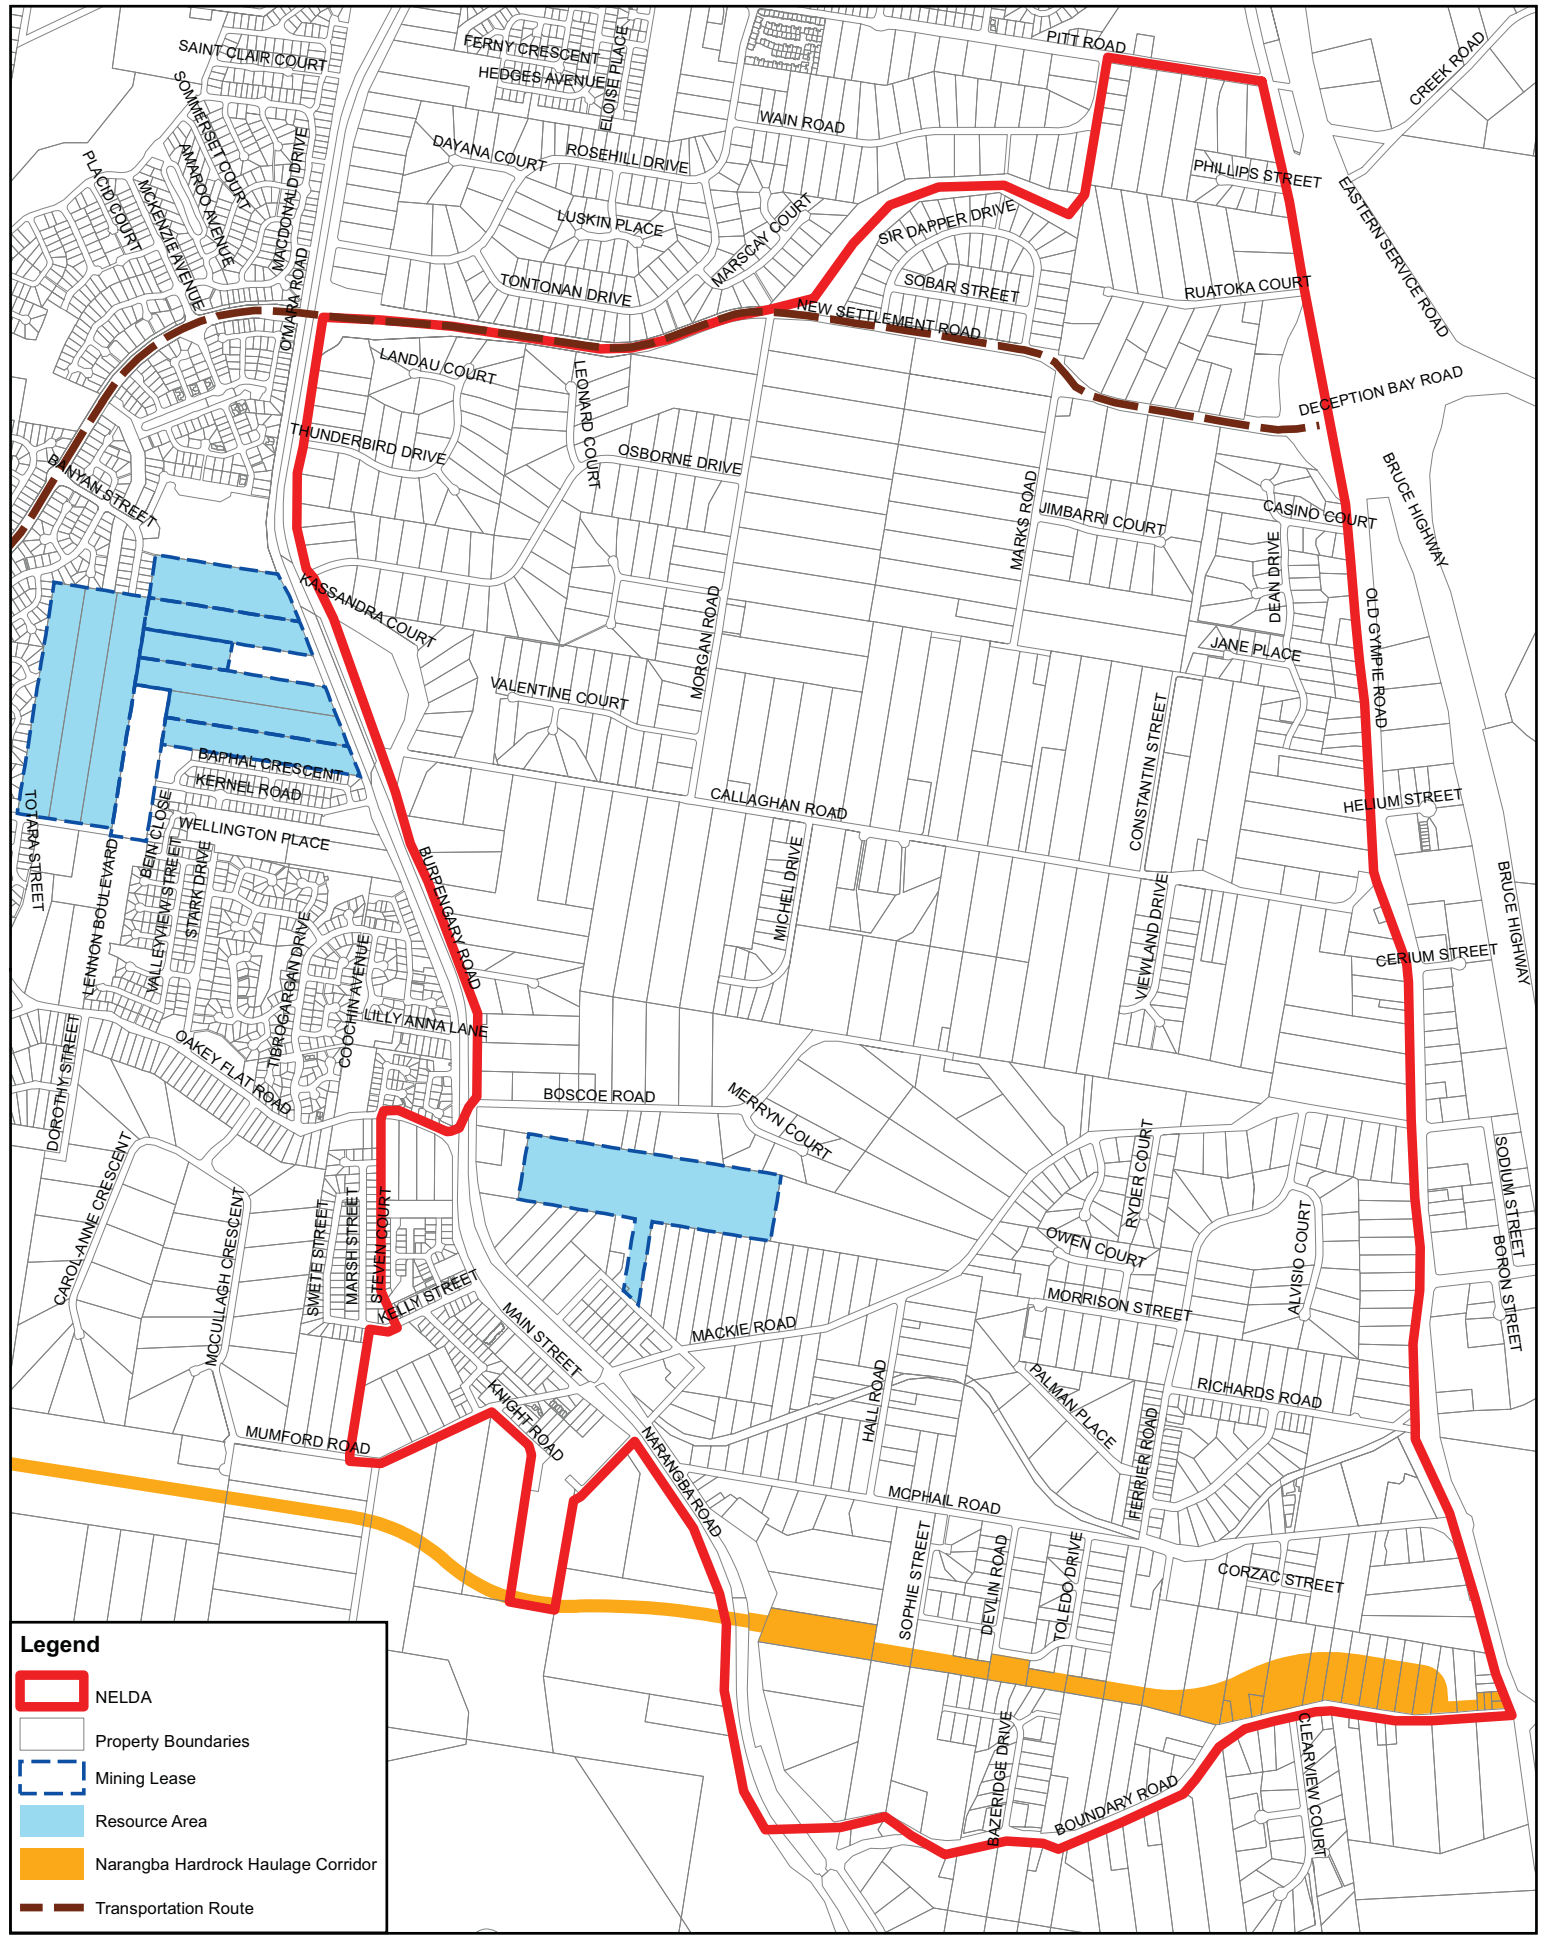 PITT ROAD
SAINT CLAIR COURT
FERNY CRESCENT
HEDGES AVENUE
ELOISE PLACE
CREEK ROAD
SOMMERSET COURT
WAIN ROAD
AMAROO AVENUE
MACDONALD DRIVE
DAYANA COURT
ROSEHILL DRIVE
PLACID COURT
MCKENZIE AVENUE
PHILLIPS STREET
LUSKIN PLACE
MARSCAY COURT
SIR DAPPER DRIVE
EASTERN SERVICE ROAD
O'MARA ROAD
TONTONAN DRIVE
SOBAR STREET
RUATOKA COURT
NEW SETTLEMENT ROAD
LANDAU COURT
LEONARD COURT
DECEPTION BAY ROAD
THUNDERBIRD DRIVE
OSBORNE DRIVE
BANYAN STREET
MARKS ROAD
JIMBARRI COURT
CASINO COURT
BRUCE HIGHWAY
DEAN DRIVE
KASSANDRA COURT
MORGAN ROAD
OLD GYMPIE ROAD
JANE PLACE
VALENTINE COURT
CONSTANTIN STREET
BAPHAL CRESCENT
KERNEL ROAD
CALLAGHAN ROAD
HELIUM STREET
TOTARA STREET
BEIN CLOSE
WELLINGTON PLACE
LENNON BOULEVARD
VALLEYVIEW STREET
STARK DRIVE
BURPENGARY ROAD
MICHEL DRIVE
VIEWLAND DRIVE
BRUCE HIGHWAY
TIBROGARGAN DRIVE
COOCHIN AVENUE
CERIUM STREET
LILLY ANNA LANE
DOROTHY STREET
OAKEY FLAT ROAD
BOSCOE ROAD
MERRYN COURT
CAROL-ANNE CRESCENT
RYDER COURT
SODIUM STREET
MCCULLAGH CRESCENT
SWETE STREET
MARSH STREET
STEVEN COURT
OWEN COURT
ALVISIO COURT
BORON STREET
KELLY STREET
MAIN STREET
MORRISON STREET
MACKIE ROAD
HALL ROAD
PALMAN PLACE
RICHARDS ROAD
KNIGHT ROAD
MUMFORD ROAD
NARANGBA ROAD
FERRIER ROAD
MCPHAIL ROAD
SOPHIE STREET
DEVLIN ROAD
TOLEDO DRIVE
CORZAC STREET
BAZERIDGE DRIVE
BOUNDARY ROAD
CLEARVIEW COURT
Legend
NELDA
Property Boundaries
Mining Lease
Resource Area
Narangba Hardrock Haulage Corridor
Transportation Route